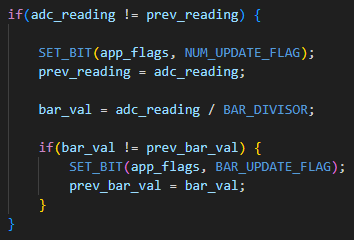 if(adc_reading != prev_reading) {
SET_BIT(app_flags, NUM_UPDATE_FLAG);
prev_reading = adc_reading;
bar_val = adc_reading / BAR_DIVISOR;
if(bar_val != prev_bar_val) {
SET_BIT(app_flags, BAR_UPDATE_FLAG);
prev_bar_val = bar_val;
}
}